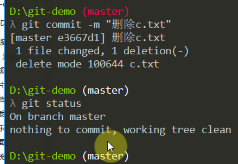 D:\git-demo (master)
λ git commit -m "删除c.txt"
[master e3667d1] 删除c.txt
1 file changed, 1 deletion(-)
delete mode 100644 c.txt
D:\git-demo (master)
λ git status
On branch master
nothing to commit, working tree clean
D:\git-demo (master)